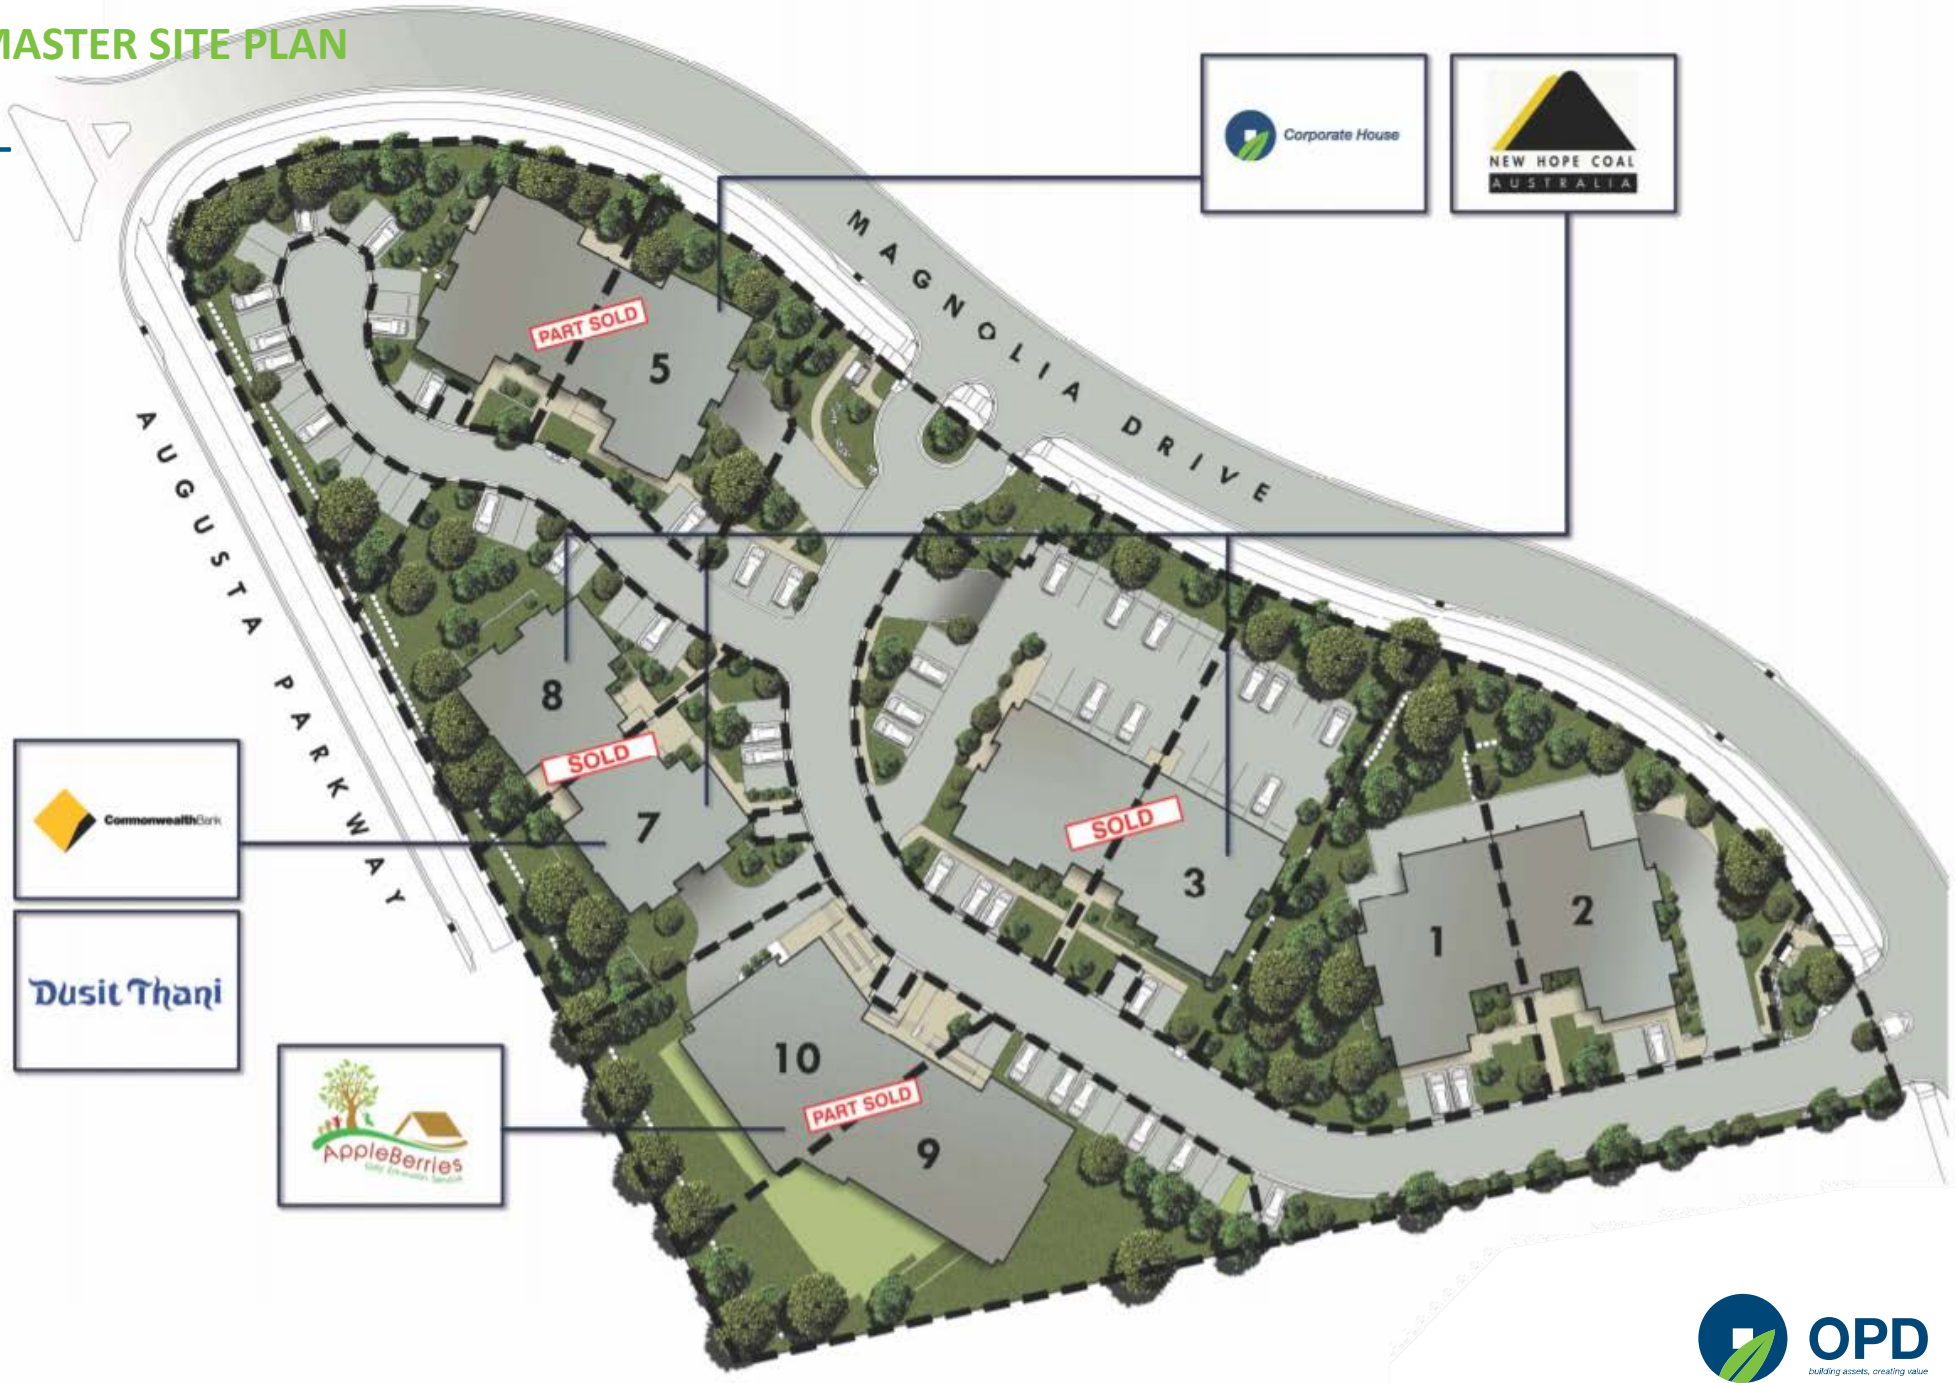 MASTER SITE PLAN
Corporate House
NEW HOPE COAL
AUSTRALIA
MAGNOLIA DRIVE
AUGUSTA PARKWAY
PART SOLD
5
8
SOLD
7
SOLD
3
1
2
CommonwealthBank
Dusit Thani
10
PART SOLD
9
AppleBerries
OPD
building assets, creating value